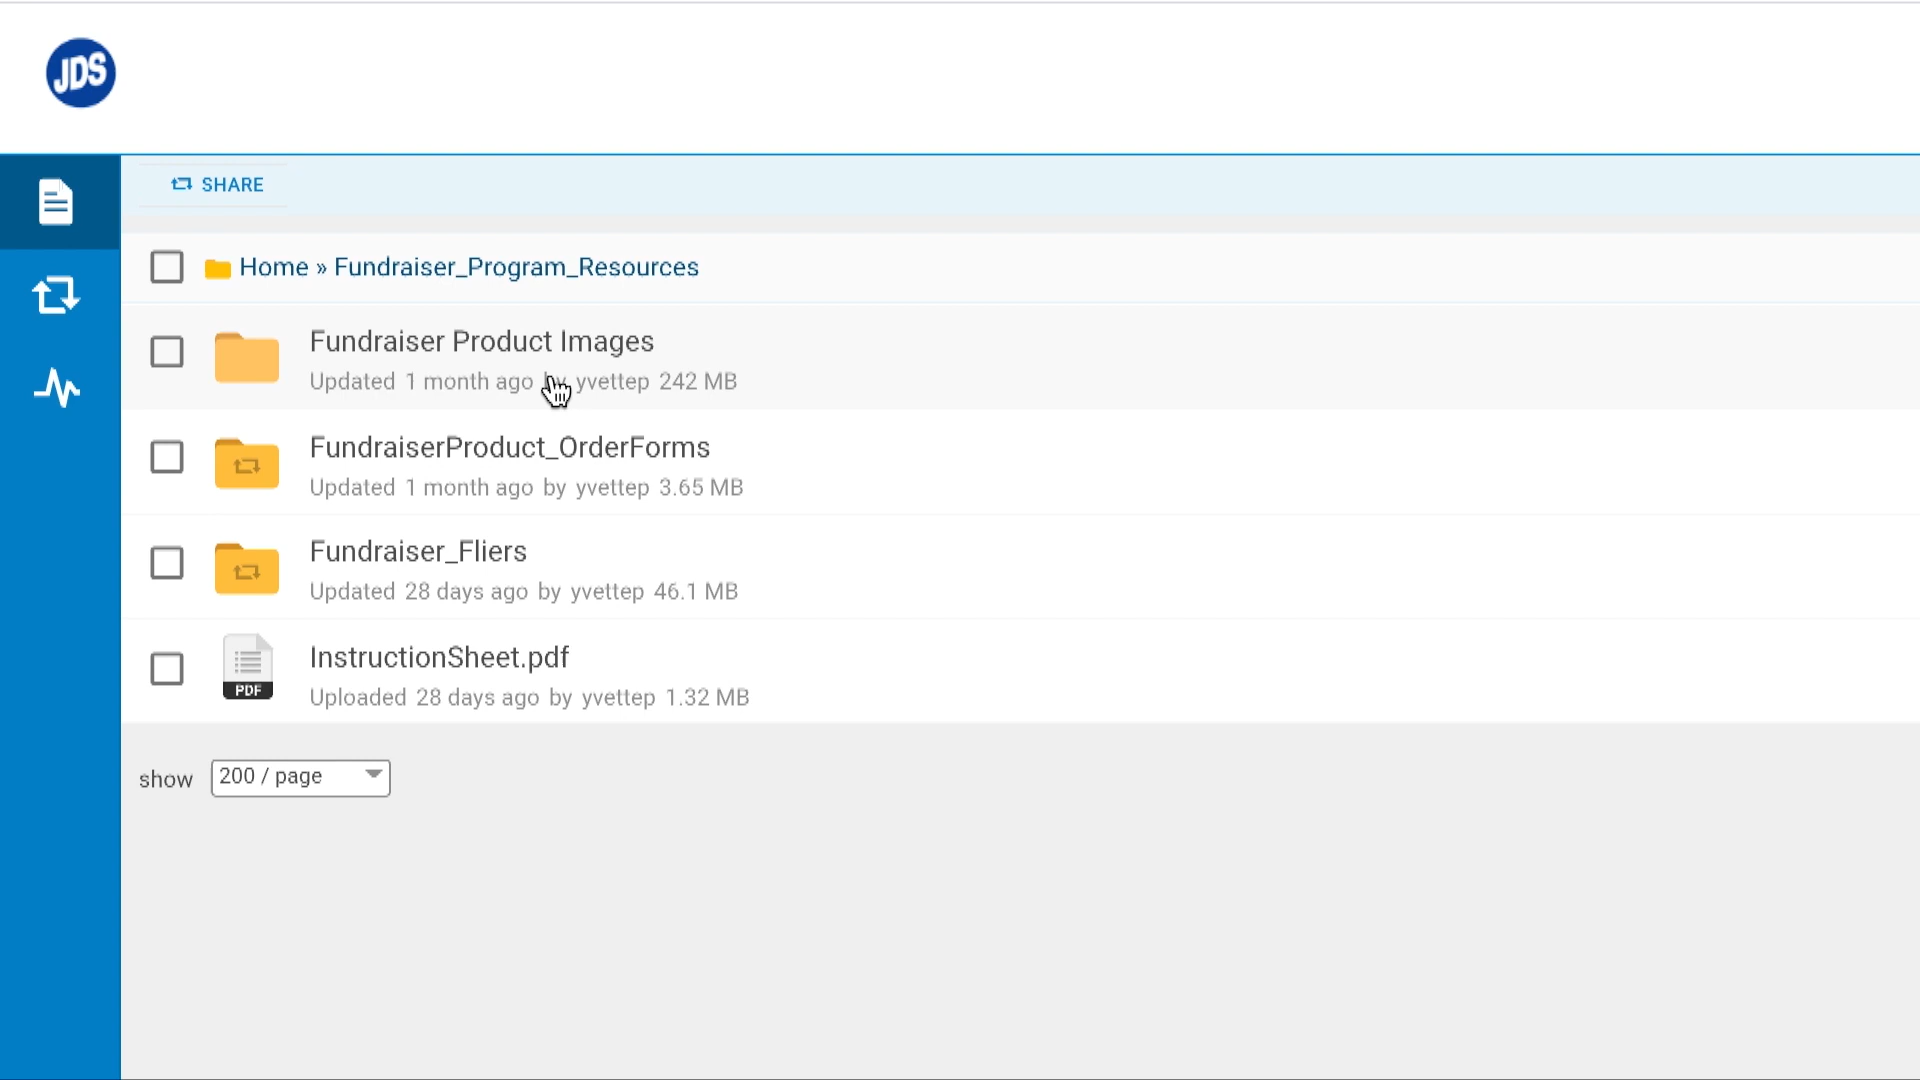 JDS
SHARE
Home » Fundraiser_Program_Resources
Fundraiser Product Images
Updated 1 month ago by yvettep 242 MB
FundraiserProduct_OrderForms
Updated 1 month ago by yvettep 3.65 MB
Fundraiser_Fliers
Updated 28 days ago by yvettep 46.1 MB
InstructionSheet.pdf
PDF
Uploaded 28 days ago by yvettep 1.32 MB
show 200 / page